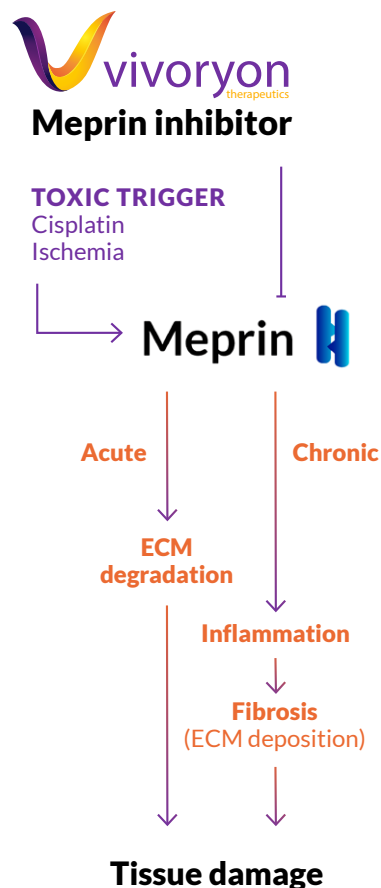 vivoryon
therapeutics
Meprin inhibitor
TOXIC TRIGGER
Cisplatin
Ischemia
Meprin
Acute
Chronic
ECM
degradation
Inflammation
Fibrosis
(ECM deposition)
Tissue damage